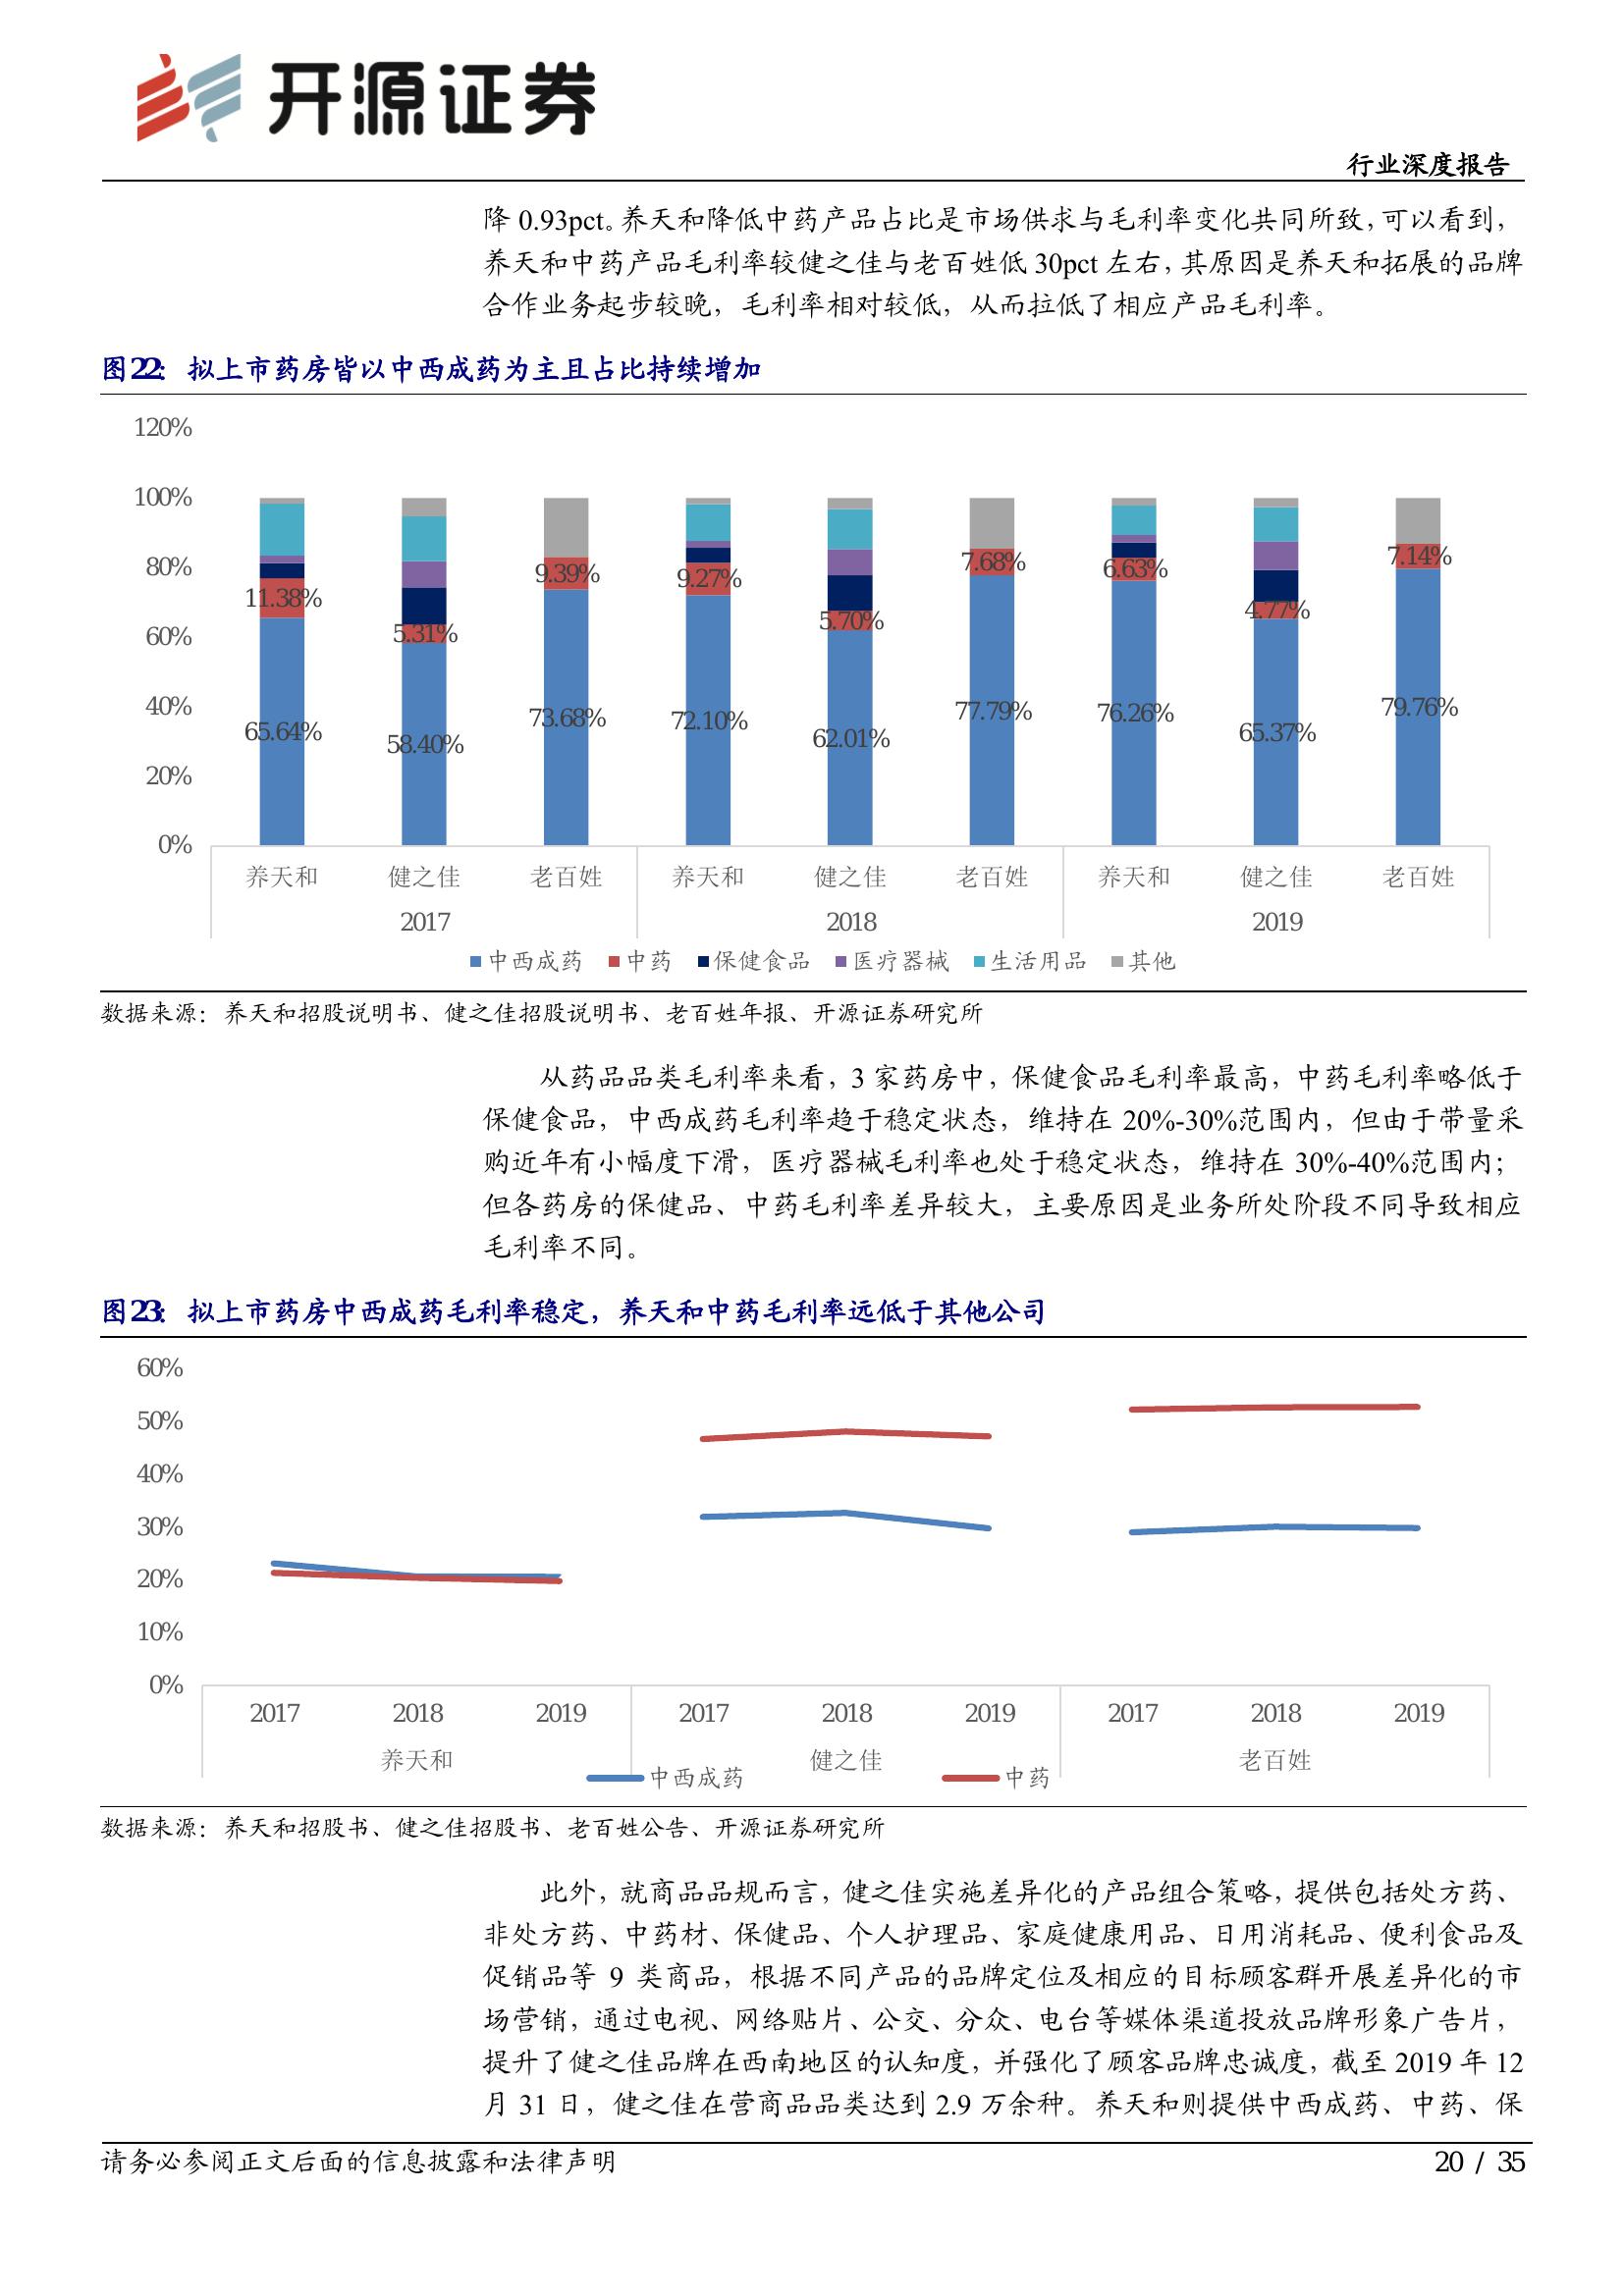 开源证券
行业深度报告
降 0.93pct。养天和降低中药产品占比是市场供求与毛利率变化共同所致，可以看到，
养天和中药产品毛利率较健之佳与老百姓低 30pct 左右，其原因是养天和拓展的品牌
合作业务起步较晚，毛利率相对较低，从而拉低了相应产品毛利率。
图22：拟上市药房皆以中西成药为主且占比持续增加
120%
100%
80%
60%
40%
20%
0%
11.38% 5.31% 9.39% 9.27% 5.70% 7.68% 6.63% 4.77% 7.14%
65.64% 58.40% 73.68% 72.10% 62.01% 77.79% 76.26% 65.37% 79.76%
养天和 健之佳 老百姓 养天和 健之佳 老百姓 养天和 健之佳 老百姓
2017 2018 2019
中西成药 中药 保健食品 医疗器械 生活用品 其他
数据来源：养天和招股说明书、健之佳招股说明书、老百姓年报、开源证券研究所
从药品品类毛利率来看，3 家药房中，保健食品毛利率最高，中药毛利率略低于
保健食品，中西成药毛利率趋于稳定状态，维持在 20%-30%范围内，但由于带量采
购近年有小幅度下滑，医疗器械毛利率也处于稳定状态，维持在 30%-40%范围内；
但各药房的保健品、中药毛利率差异较大，主要原因是业务所处阶段不同导致相应
毛利率不同。
图23：拟上市药房中西成药毛利率稳定，养天和中药毛利率远低于其他公司
60%
50%
40%
30%
20%
10%
0%
2017 2018 2019 2017 2018 2019 2017 2018 2019
养天和 健之佳 老百姓
中西成药 中药
数据来源：养天和招股书、健之佳招股书、老百姓公告、开源证券研究所
此外，就商品品规而言，健之佳实施差异化的产品组合策略，提供包括处方药、
非处方药、中药材、保健品、个人护理品、家庭健康用品、日用消耗品、便利食品及
促销品等 9 类商品，根据不同产品的品牌定位及相应的目标顾客群开展差异化的市
场营销，通过电视、网络贴片、公交、分众、电台等媒体渠道投放品牌形象广告片，
提升了健之佳品牌在西南地区的认知度，并强化了顾客品牌忠诚度，截至 2019 年 12
月 31 日，健之佳在营商品品类达到 2.9 万余种。养天和则提供中西成药、中药、保
请务必参阅正文后面的信息披露和法律声明
20 / 35